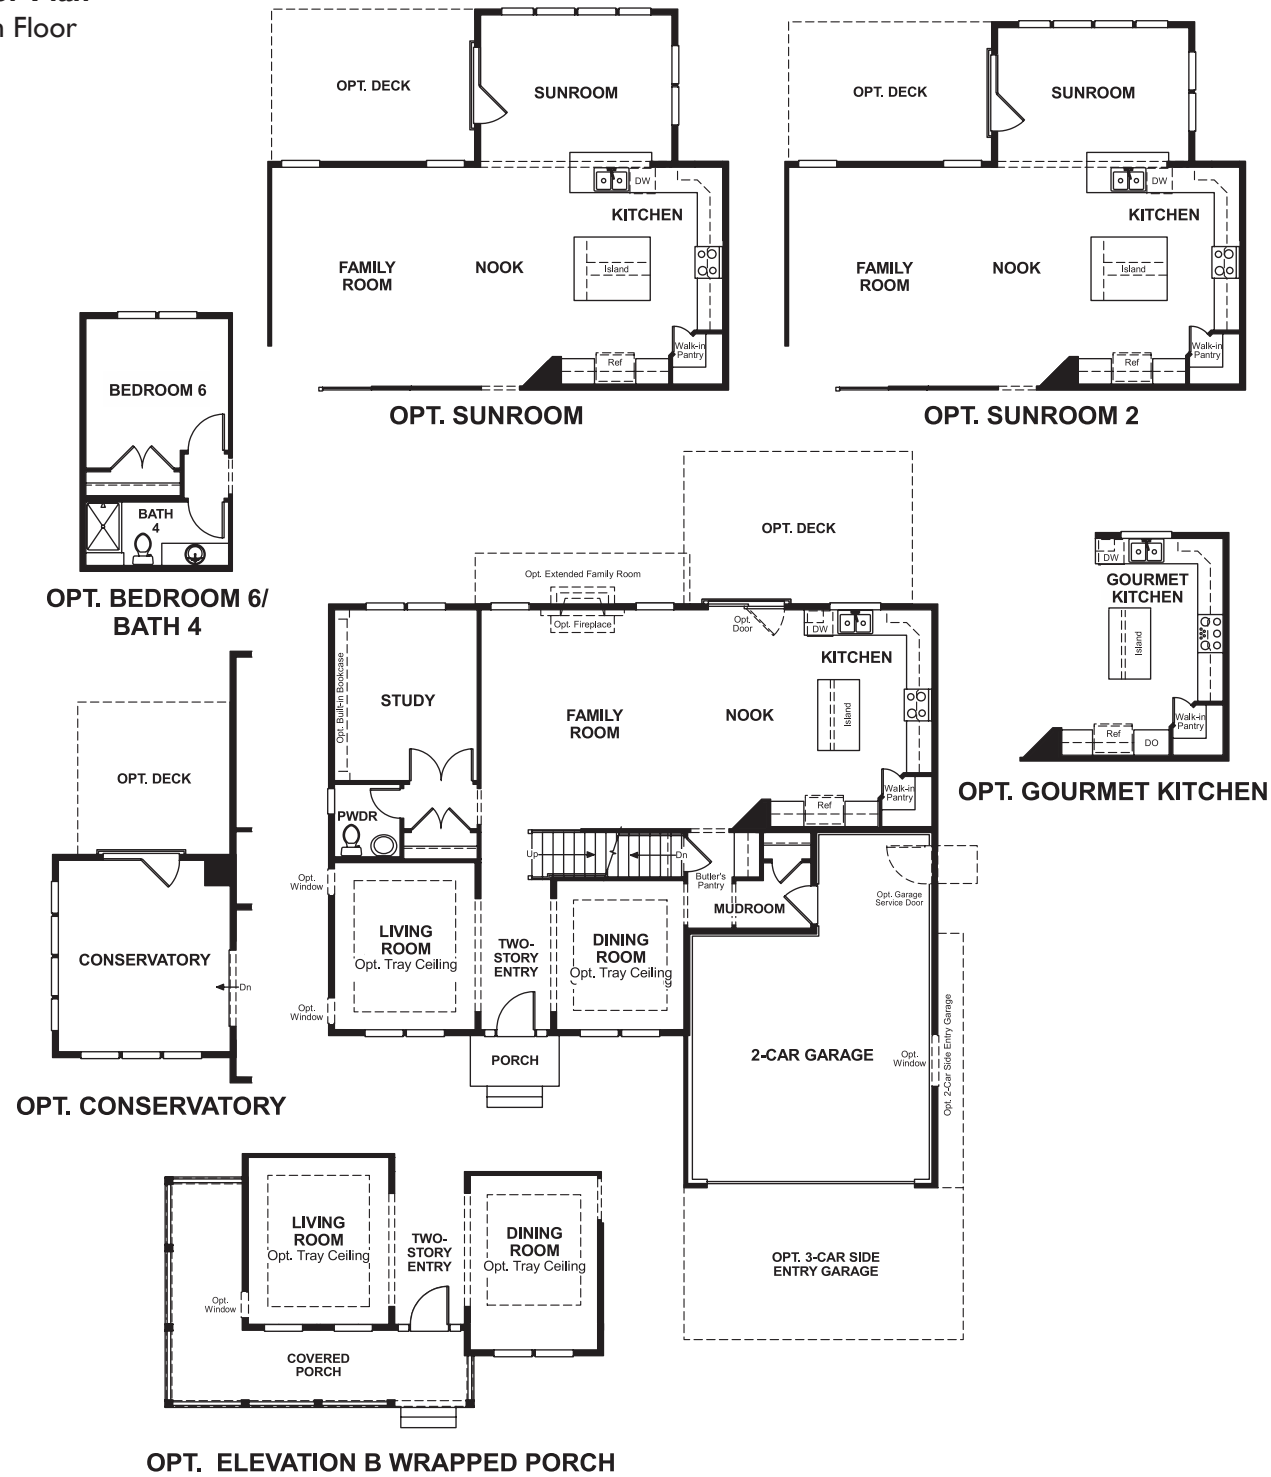 Floor
OPT. DECK
SUNROOM
DW
KITCHEN
FAMILY
ROOM
NOOK
Island
Walk-in
Pantry
Ref
OPT. SUNROOM
OPT. DECK
SUNROOM
DW
KITCHEN
FAMILY
ROOM
NOOK
Island
Walk-in
Pantry
Ref
OPT. SUNROOM 2
BEDROOM 6
BATH
4
OPT. BEDROOM 6/
BATH 4
OPT. DECK
Opt. Extended Family Room
Opt. Fireplace
Opt.
Door
DW
KITCHEN
Opt. Built-in Bookcase
STUDY
FAMILY
ROOM
NOOK
Island
Walk-in
Pantry
Ref
PWDR
Up
Dn
Butler's
Pantry
MUDROOM
Opt. Garage
Service Door
Opt.
Window
LIVING
ROOM
Opt. Tray Ceiling
TWO-
STORY
ENTRY
DINING
ROOM
Opt. Tray Ceiling
Opt.
Window
PORCH
2-CAR GARAGE
Opt.
Window
Opt. 2-Car Side Entry Garage
OPT. 3-CAR SIDE
ENTRY GARAGE
DW
GOURMET
KITCHEN
Island
Walk-in
Pantry
Ref
DO
OPT. GOURMET KITCHEN
OPT. DECK
CONSERVATORY
Dn
OPT. CONSERVATORY
LIVING
ROOM
Opt. Tray Ceiling
TWO-
STORY
ENTRY
DINING
ROOM
Opt. Tray Ceiling
Opt.
Window
COVERED
PORCH
OPT. ELEVATION B WRAPPED PORCH